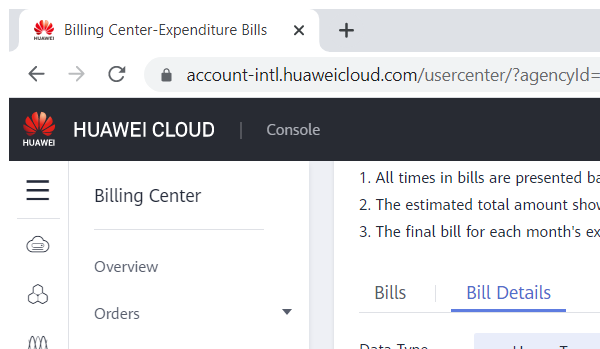 Billing Center-Expenditure Bills
HUAWEI
account-intl.huaweicloud.com/usercenter/?agencyId=
HUAWEI
HUAWEI CLOUD | Console
Billing Center
Overview
Orders
1. All times in bills are presented ba
2. The estimated total amount show
3. The final bill for each month's ex
Bills | Bill Details
Data Type